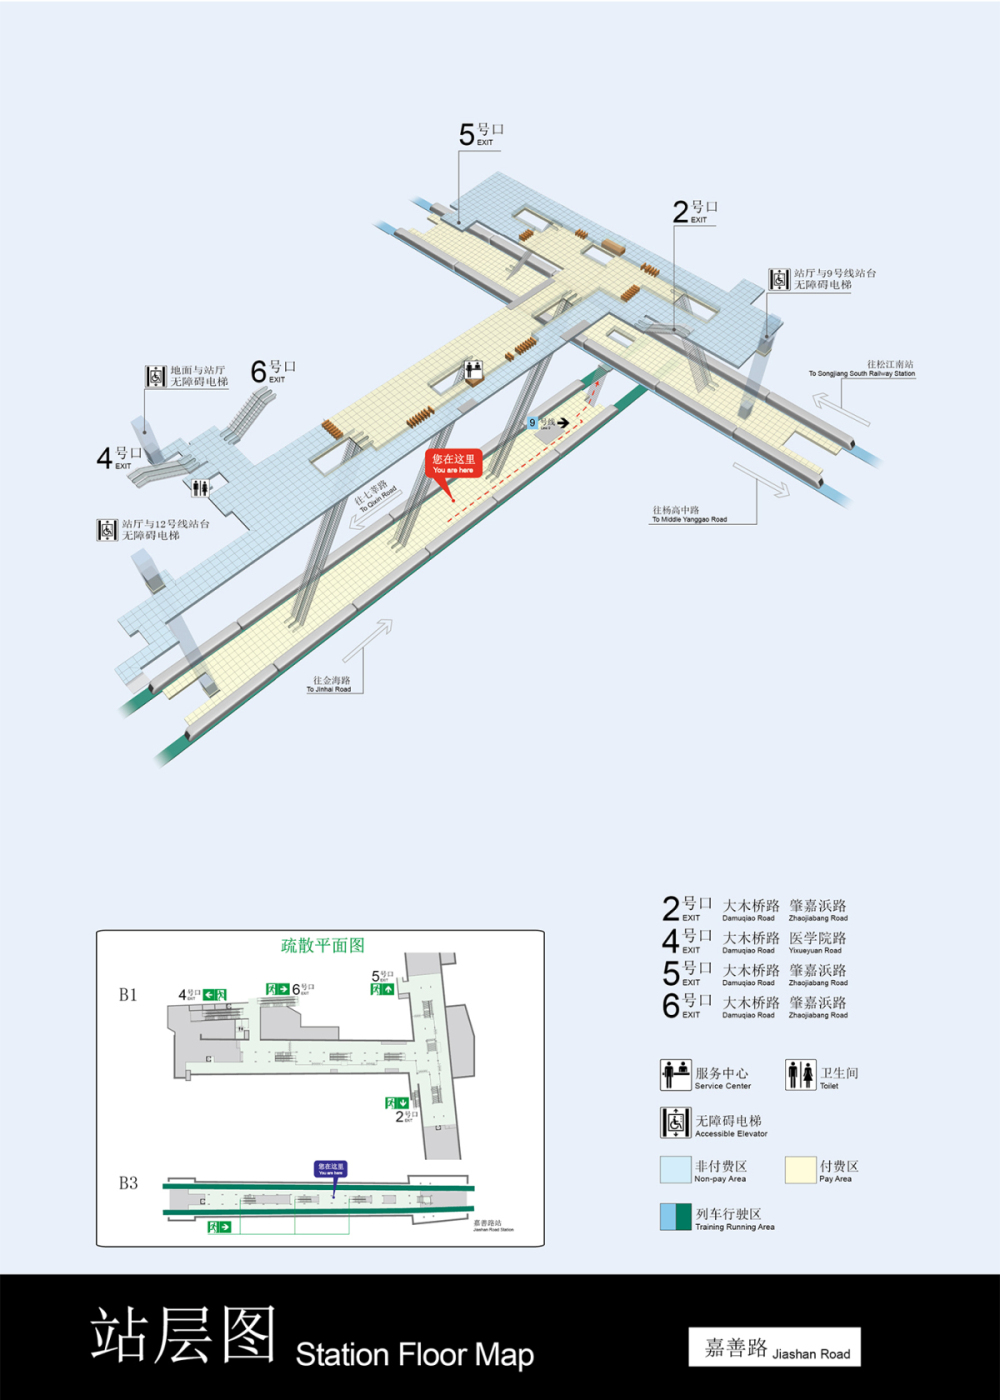 5号口
EXIT
2号口
EXIT
站厅与9号线站台
无障碍电梯
地面与站厅
无障碍电梯
6号口
EXIT
往松江南站
To Songjiang South Railway Station
4号口
EXIT
9号线
您在这里
You are here
往七莘路
To Qixin Road
站厅与12号线站台
无障碍电梯
往杨高中路
To Middle Yanggao Road
往金海路
To Jinhai Road
2号口 大木桥路 肇嘉浜路
EXIT Damuqiao Road Zhaojiabang Road
4号口 大木桥路 医学院路
EXIT Damuqiao Road Yixueyuan Road
5号口 大木桥路 肇嘉浜路
EXIT Damuqiao Road Zhaojiabang Road
6号口 大木桥路 肇嘉浜路
EXIT Damuqiao Road Zhaojiabang Road
疏散平面图
B1
4号口
EXIT
6号口
EXIT
5号口
EXIT
2号口
EXIT
B3
您在这里
You are here
嘉善路站
Jiashan Road Station
服务中心
Service Center
卫生间
Toilet
无障碍电梯
Accessible Elevator
非付费区
Non-pay Area
付费区
Pay Area
列车行驶区
Training Running Area
站层图 Station Floor Map
嘉善路 Jiashan Road